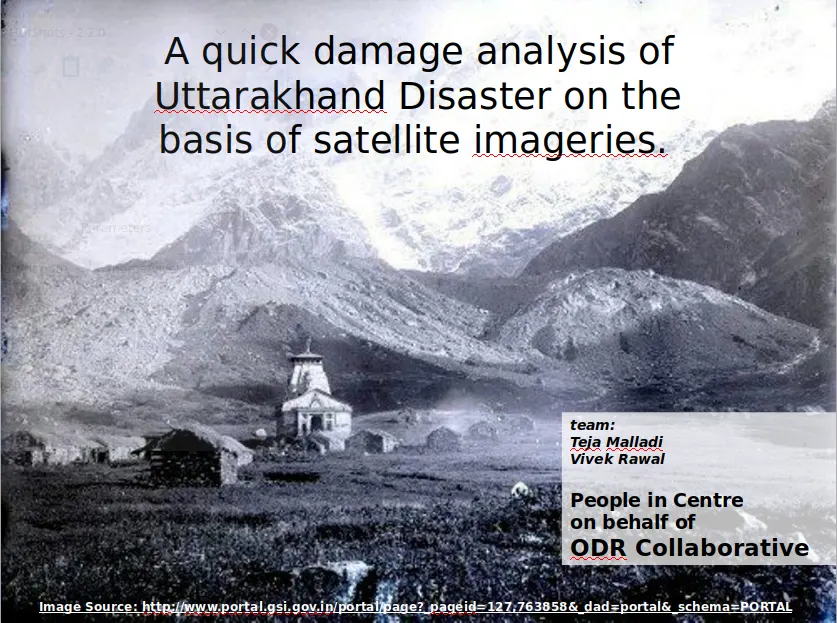 A quick damage analysis of
Uttarakhand Disaster on the
basis of satellite imageries.
team:
Teja Malladi
Vivek Rawal
People in Centre
on behalf of
ODR Collaborative
Image Source: http://www.portal.gsi.gov.in/portal/page?_pageid=127,763858&_dad=portal&_schema=PORTAL